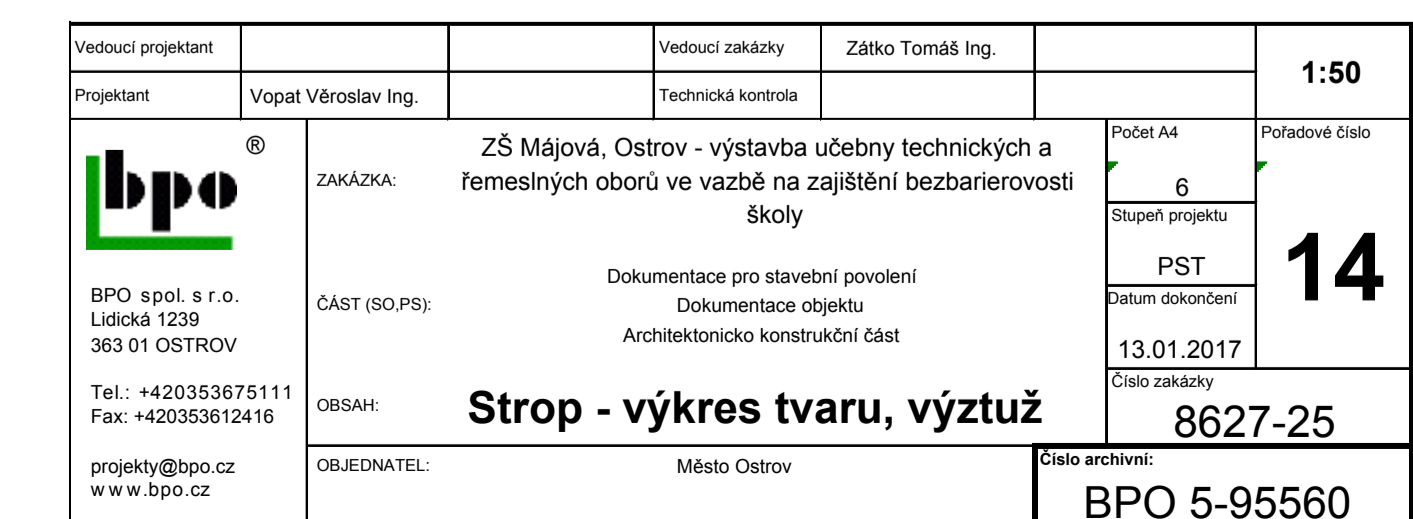 Vedoucí projektant
Vedoucí zakázky
Zátko Tomáš Ing.
1:50
Projektant
Vopat Věroslav Ing.
Technická kontrola
bpo ®
BPO spol. s r.o.
Lidická 1239
363 01 OSTROV
Tel.: +420353675111
Fax: +420353612416
projekty@bpo.cz
www.bpo.cz
ZAKÁZKA:
ZŠ Májová, Ostrov - výstavba učebny technických a
řemeslných oborů ve vazbě na zajištění bezbarierovosti
školy
ČÁST (SO,PS):
Dokumentace pro stavební povolení
Dokumentace objektu
Architektonicko konstrukční část
OBSAH:
Strop - výkres tvaru, výztuž
OBJEDNATEL:
Město Ostrov
Počet A4
6
Stupeň projektu
PST
Datum dokončení
13.01.2017
Pořadové číslo
14
Číslo zakázky
8627-25
Číslo archivní:
BPO 5-95560